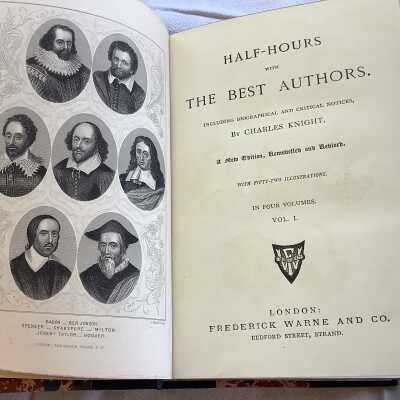 BACON — BEN JONSON.
SPENSER — SHAKSPERE — MILTON.
JEREMY TAYLOR — HOOKER.
HALF-HOURS
WITH
THE BEST AUTHORS.
INCLUDING BIOGRAPHICAL AND CRITICAL NOTICES,
BY CHARLES KNIGHT.
A New Edition, Remodelled and Revised.
WITH FIFTY-TWO ILLUSTRATIONS.
IN FOUR VOLUMES.
VOL. I.
LONDON:
FREDERICK WARNE AND CO.
BEDFORD STREET, STRAND.